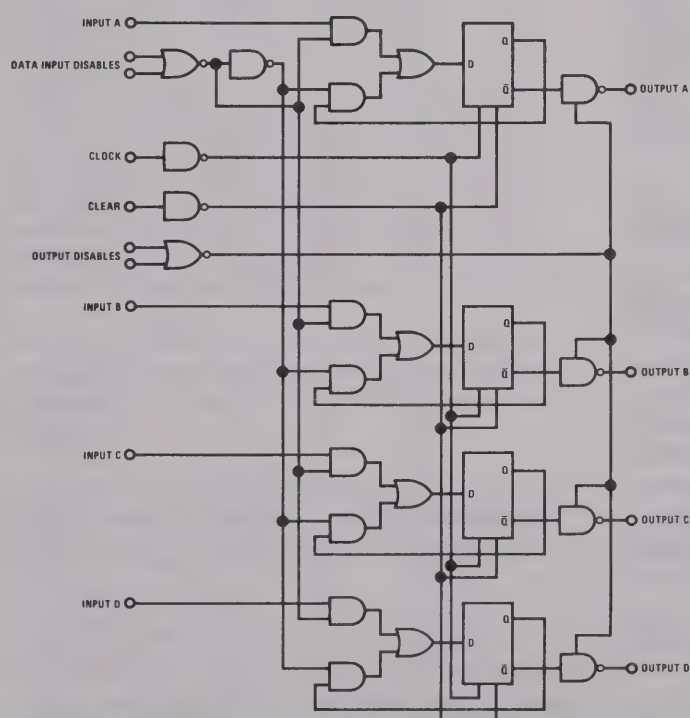 INPUT A
DATA INPUT DISABLES
CLOCK
CLEAR
OUTPUT DISABLES
D
Q
Q̅
OUTPUT A
INPUT B
D
Q
Q̅
OUTPUT B
INPUT C
D
Q
Q̅
OUTPUT C
INPUT D
D
Q
Q̅
OUTPUT D